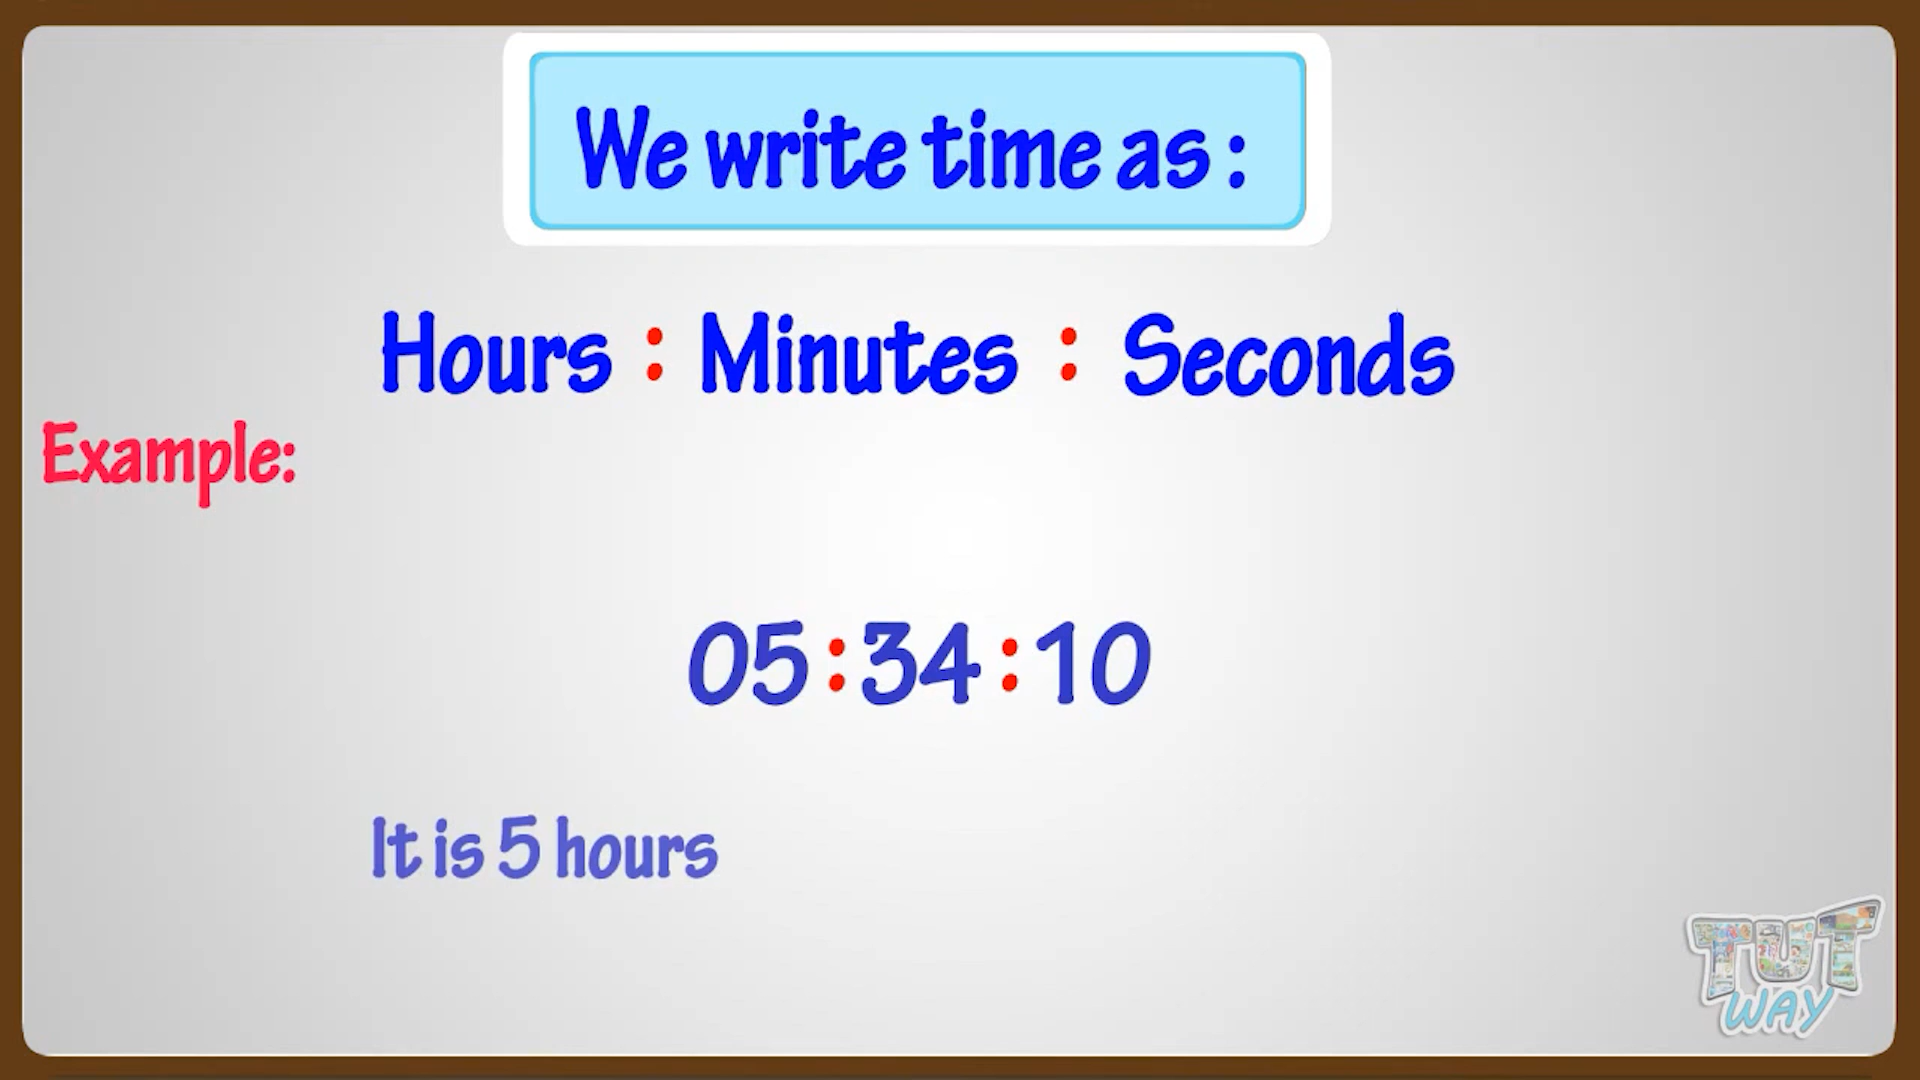 We write time as :
Hours : Minutes : Seconds
Example:
05:34:10
It is 5 hours
TUT
WAY